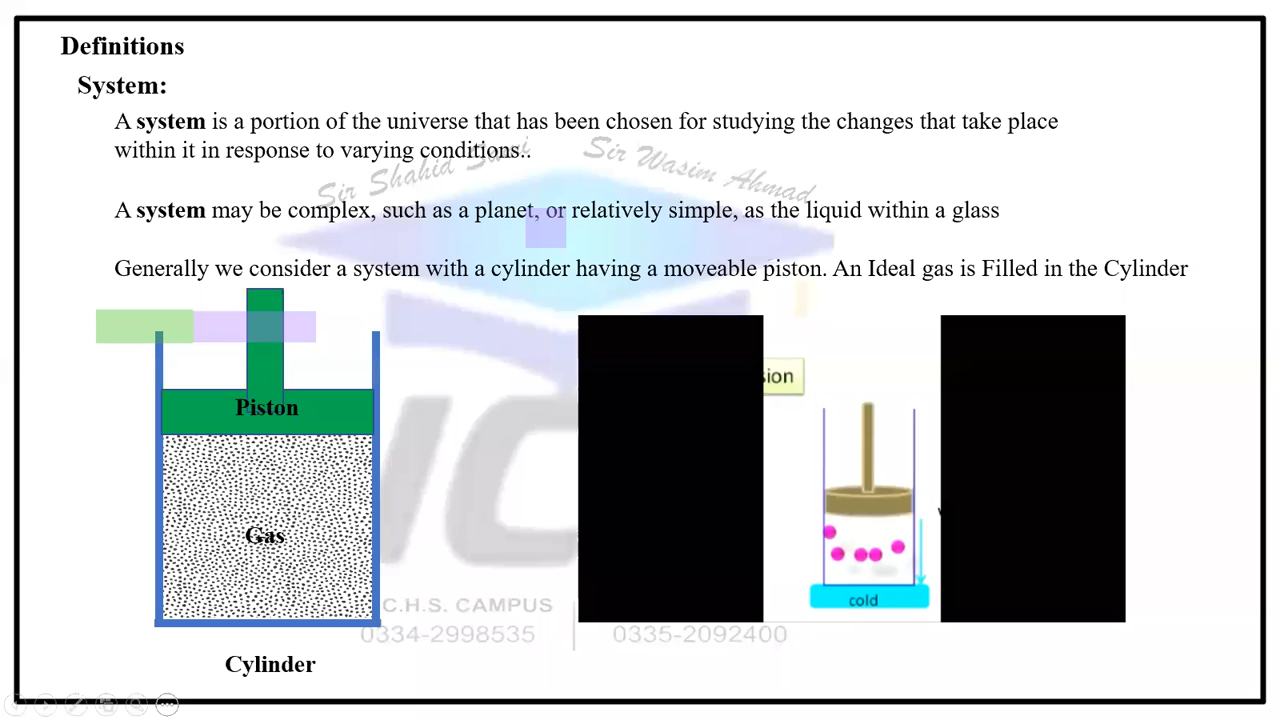 Definitions
System:
A system is a portion of the universe that has been chosen for studying the changes that take place
within it in response to varying conditions..
Sir Shahid Sami
Sir Wasim Ahmad
A system may be complex, such as a planet, or relatively simple, as the liquid within a glass
Generally we consider a system with a cylinder having a moveable piston. An Ideal gas is Filled in the Cylinder
Piston
Gas
Cylinder
sion
cold
C.H.S. CAMPUS
0334-2998535
0335-2092400